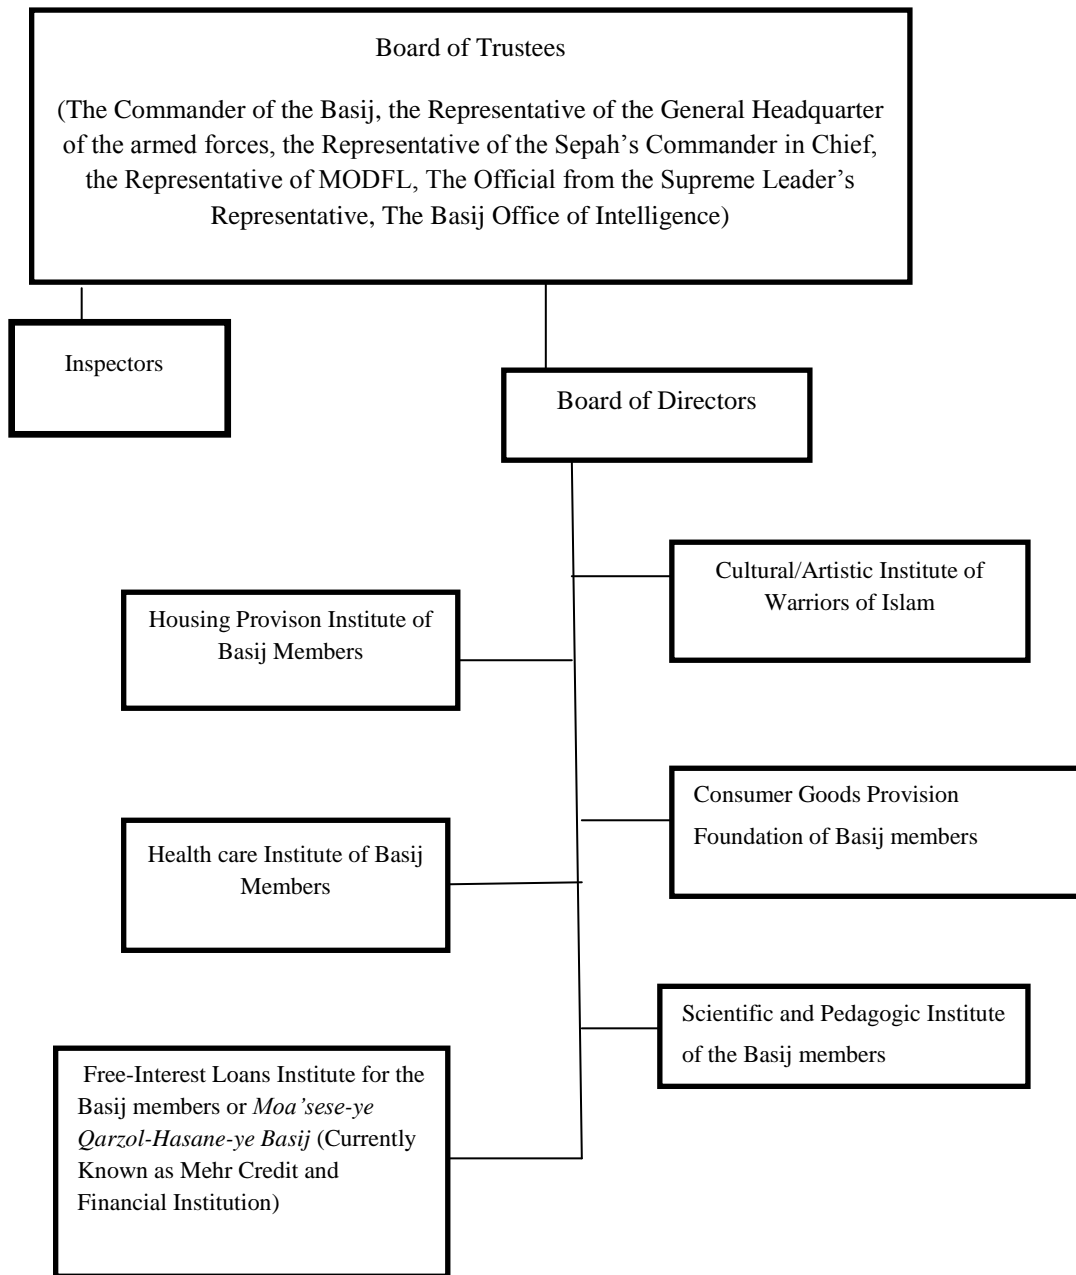 Board of Trustees
(The Commander of the Basij, the Representative of the General Headquarter
of the armed forces, the Representative of the Sepah’s Commander in Chief,
the Representative of MODFL, The Official from the Supreme Leader’s
Representative, The Basij Office of Intelligence)
Inspectors
Board of Directors
Cultural/Artistic Institute of
Warriors of Islam
Housing Provison Institute of
Basij Members
Consumer Goods Provision
Foundation of Basij members
Health care Institute of Basij
Members
Scientific and Pedagogic Institute
of the Basij members
Free-Interest Loans Institute for the
Basij members or Moa’sese-ye
Qarzol-Hasane-ye Basij (Currently
Known as Mehr Credit and
Financial Institution)